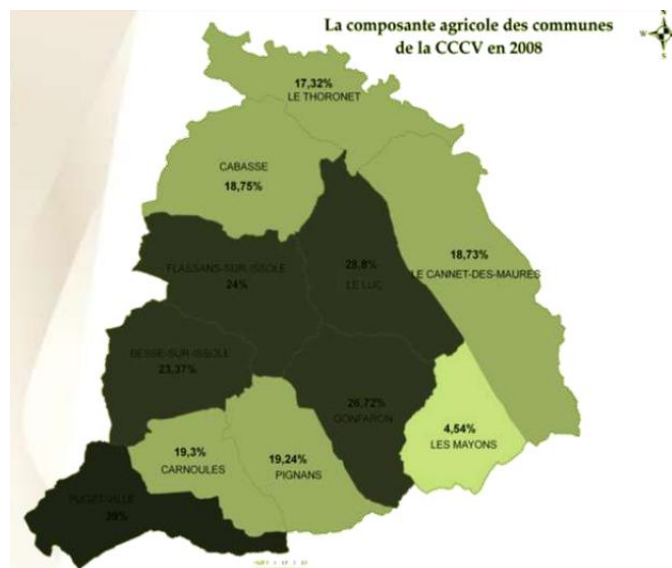 La composante agricole des communes
de la CCCV en 2008
17,32%
LE THORONET
CABASSE
18,75%
18,73%
LE CANNET-DES-MAURES
28,8%
LE LUC
FLASSANS-SUR-ISSOLE
24%
BESSE-SUR-ISSOLE
23,37%
26,72%
GONFARON
4,54%
LES MAYONS
19,3%
CARNOULES
19,24%
PIGNANS
PUGET-VILLE
39%